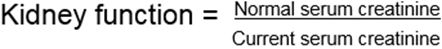 Kidney function = Normal serum creatinine
Current serum creatinine